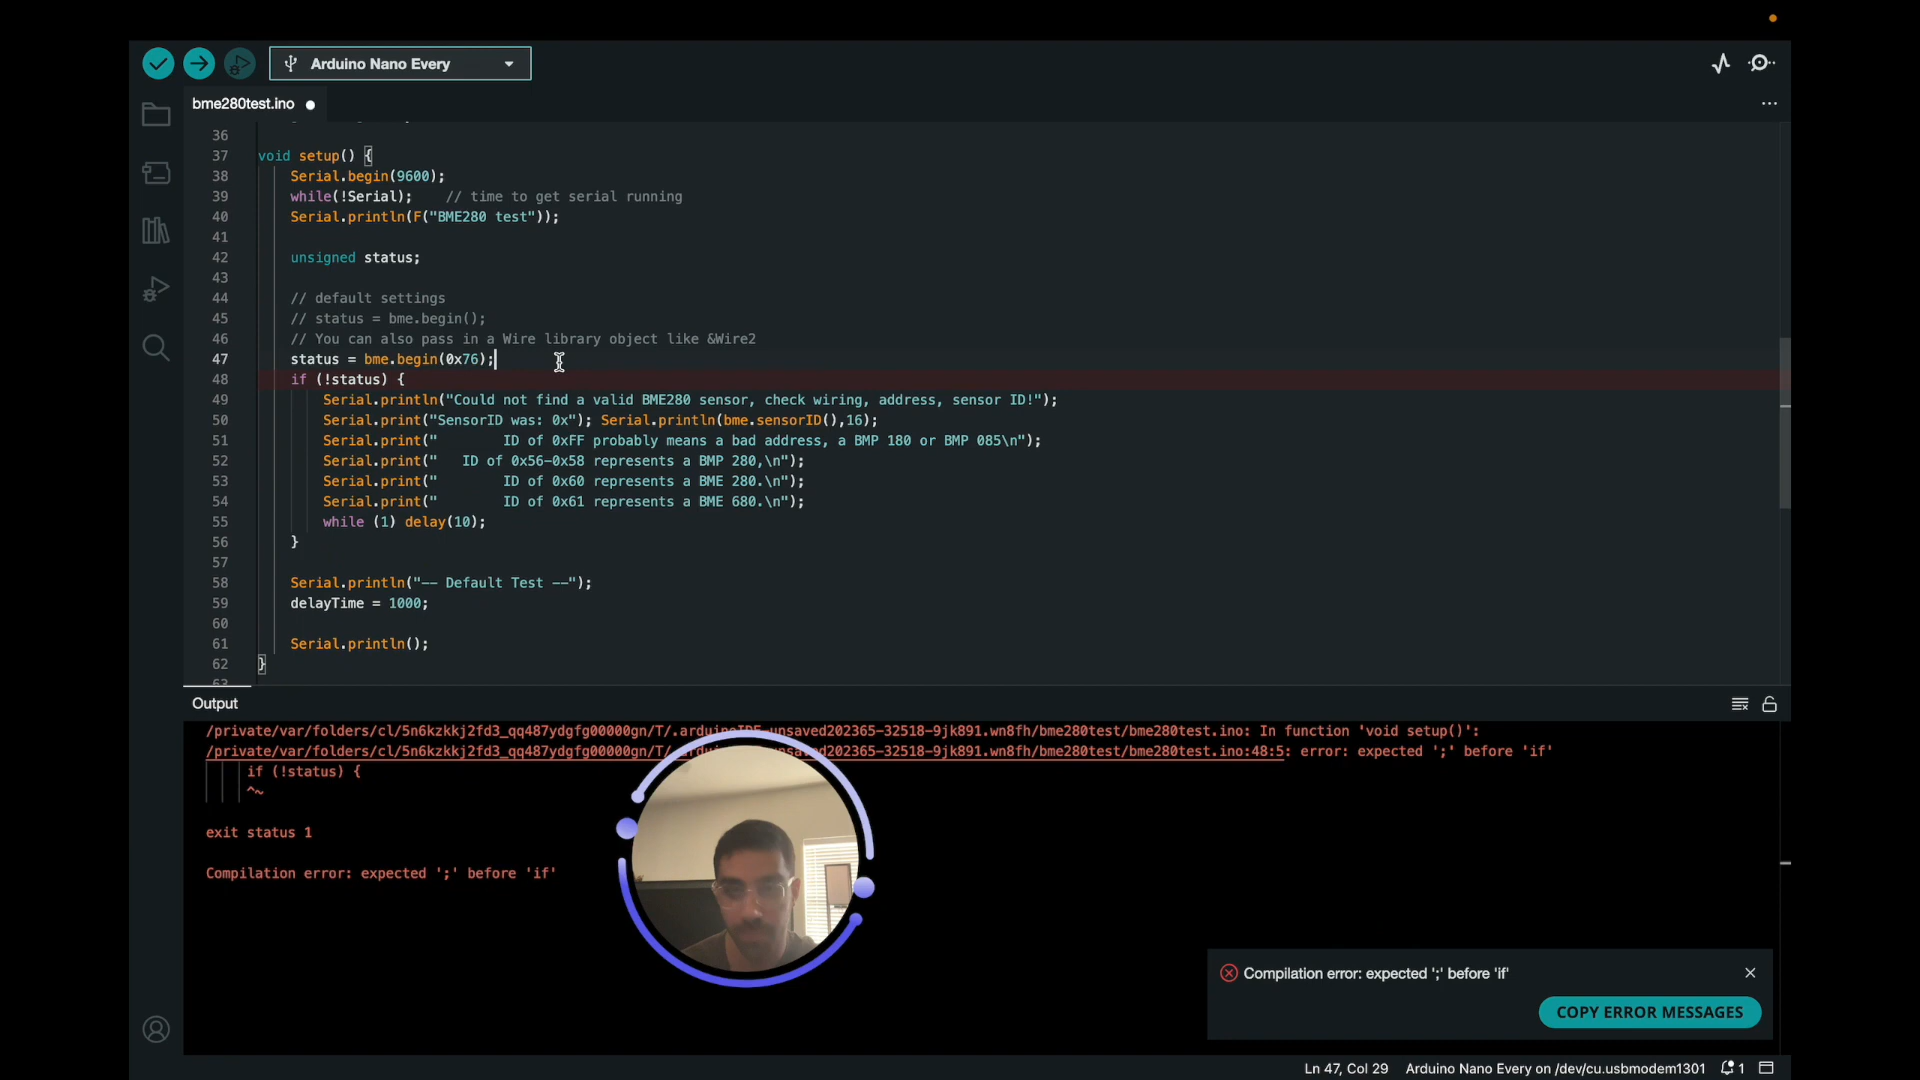 Arduino Nano Every
bme280test.ino
36
37 void setup() {
38 Serial.begin(9600);
39 while(!Serial); // time to get serial running
40 Serial.println(F("BME280 test"));
41
42 unsigned status;
43
44 // default settings
45 // status = bme.begin();
46 // You can also pass in a Wire library object like &Wire2
47 status = bme.begin(0x76);
48 if (!status) {
49 Serial.println("Could not find a valid BME280 sensor, check wiring, address, sensor ID!");
50 Serial.print("SensorID was: 0x"); Serial.println(bme.sensorID(),16);
51 Serial.print("        ID of 0xFF probably means a bad address, a BMP 180 or BMP 085\n");
52 Serial.print("   ID of 0x56-0x58 represents a BMP 280,\n");
53 Serial.print("        ID of 0x60 represents a BME 280.\n");
54 Serial.print("        ID of 0x61 represents a BME 680.\n");
55 while (1) delay(10);
56 }
57
58 Serial.println("-- Default Test --");
59 delayTime = 1000;
60
61 Serial.println();
62 }
63
Output
/private/var/folders/cl/5n6kzkkj2fd3_qq487ydgfg00000gn/T/.arduinoIDE-unsaved202365-32518-9jk891.wn8fh/bme280test/bme280test.ino: In function 'void setup()':
/private/var/folders/cl/5n6kzkkj2fd3_qq487ydgfg00000gn/T/ saved202365-32518-9jk891.wn8fh/bme280test/bme280test.ino:48:5: error: expected ';' before 'if'
if (!status) {
^~
exit status 1
Compilation error: expected ';' before 'if'
Compilation error: expected ';' before 'if'
COPY ERROR MESSAGES
Ln 47, Col 29 Arduino Nano Every on /dev/cu.usbmodem1301 1